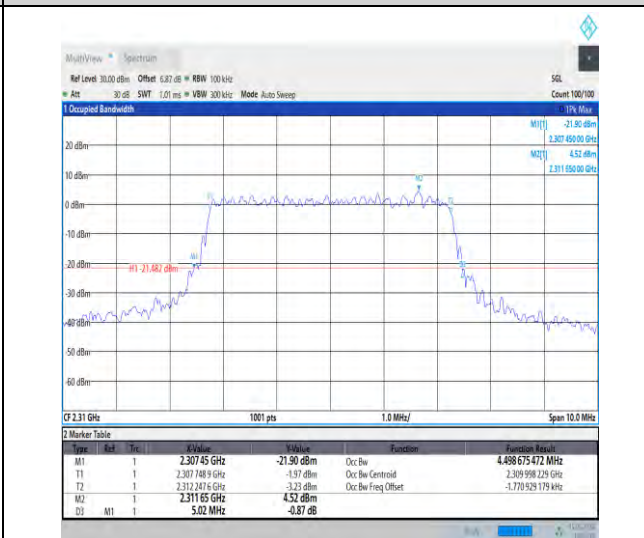 MultiView Spectrum
Ref Level 30.00 dBm Offset 6.87 dB RBW 100 kHz SGL
Att 30 dB SWT 1.01 ms VBW 300 kHz Mode Auto Sweep Count 100/100
1 Occupied Bandwidth 1Pk Max
M1[1] -21.90 dBm
2.307 450 00 GHz
M2[1] 4.52 dBm
2.311 650 00 GHz
20 dBm
10 dBm
M2
0 dBm
-10 dBm
M1
-20 dBm
H1 -21.482 dBm
-30 dBm
-40 dBm
-50 dBm
-60 dBm
CF 2.31 GHz 1001 pts 1.0 MHz/ Span 10.0 MHz
2 Marker Table
Type Ref Trc X-Value Y-Value Function Function Result
M1 1 2.307 45 GHz -21.90 dBm Occ Bw 4.498 675 472 MHz
T1 1 2.307 748 9 GHz -1.97 dBm Occ Bw Centroid 2.309 998 229 GHz
T2 1 2.312 247 6 GHz -3.23 dBm Occ Bw Freq Offset -1.770 929 179 kHz
M2 1 2.311 65 GHz 4.52 dBm
D3 M1 1 5.02 MHz -0.87 dB